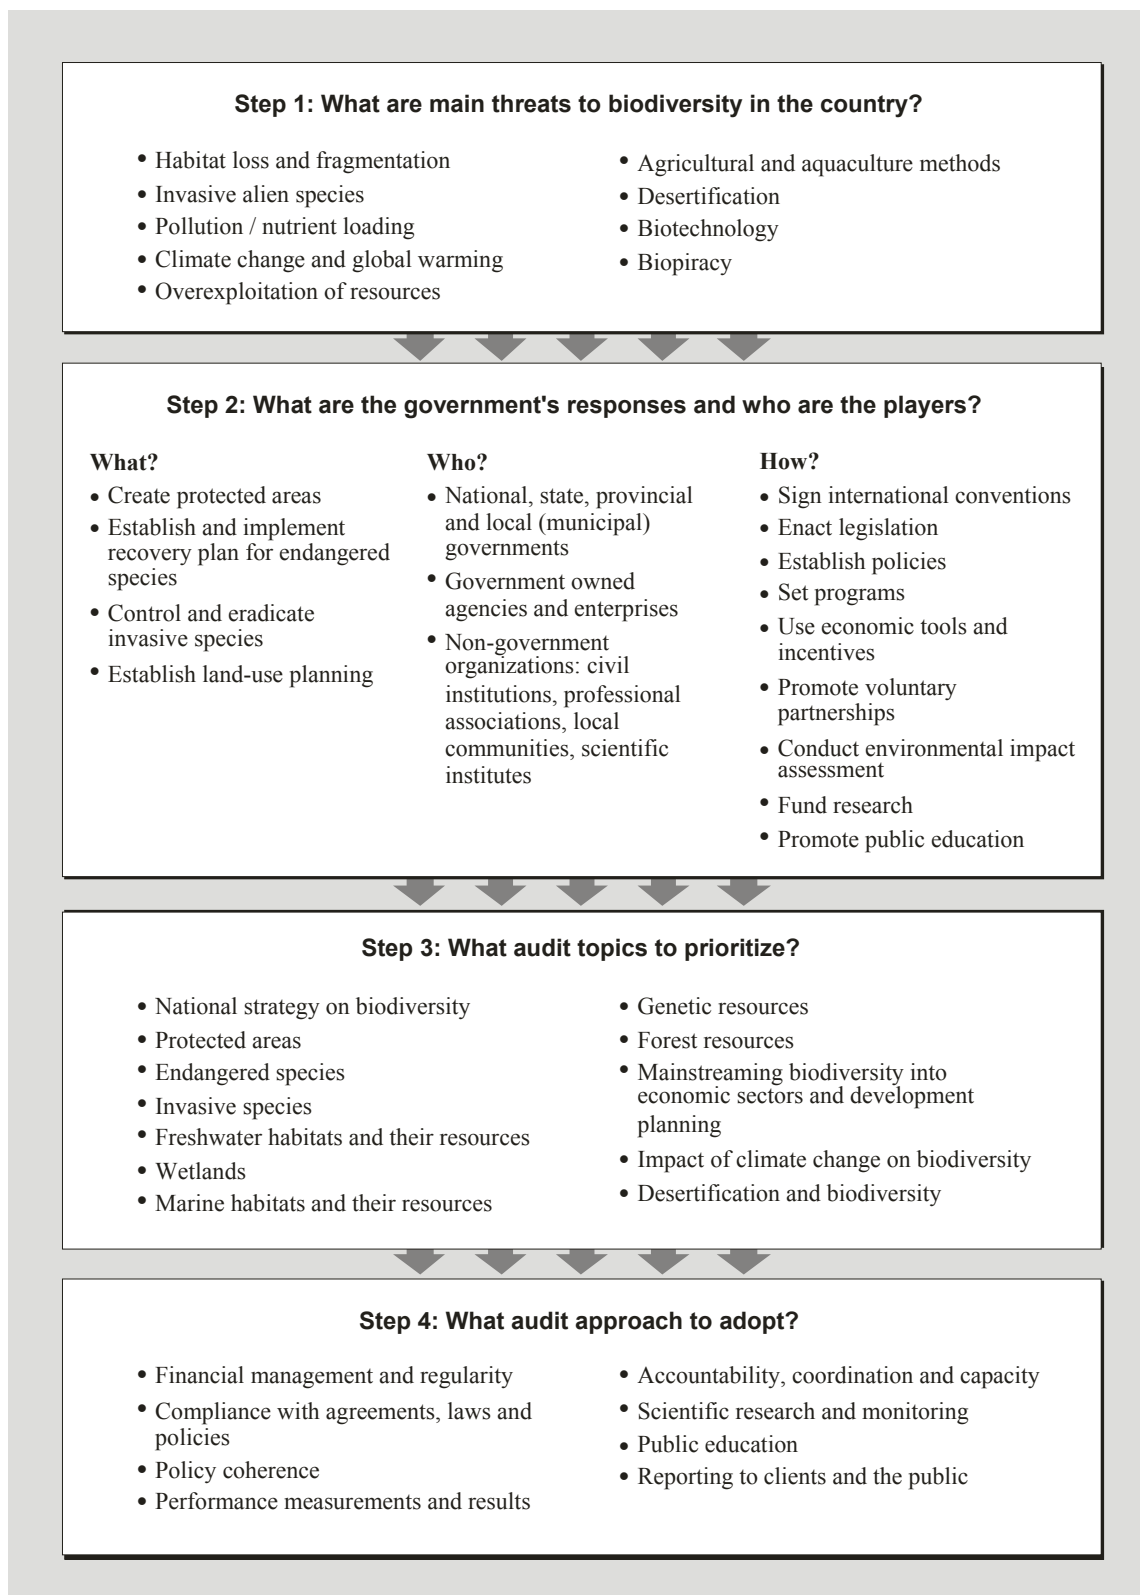 Step 1: What are main threats to biodiversity in the country?
• Habitat loss and fragmentation
• Invasive alien species
• Pollution / nutrient loading
• Climate change and global warming
• Overexploitation of resources
• Agricultural and aquaculture methods
• Desertification
• Biotechnology
• Biopiracy
Step 2: What are the government's responses and who are the players?
What?
• Create protected areas
• Establish and implement
recovery plan for endangered
species
• Control and eradicate
invasive species
• Establish land-use planning
Who?
• National, state, provincial
and local (municipal)
governments
• Government owned
agencies and enterprises
• Non-government
organizations: civil
institutions, professional
associations, local
communities, scientific
institutes
How?
• Sign international conventions
• Enact legislation
• Establish policies
• Set programs
• Use economic tools and
incentives
• Promote voluntary
partnerships
• Conduct environmental impact
assessment
• Fund research
• Promote public education
Step 3: What audit topics to prioritize?
• National strategy on biodiversity
• Protected areas
• Endangered species
• Invasive species
• Freshwater habitats and their resources
• Wetlands
• Marine habitats and their resources
• Genetic resources
• Forest resources
• Mainstreaming biodiversity into
economic sectors and development
planning
• Impact of climate change on biodiversity
• Desertification and biodiversity
Step 4: What audit approach to adopt?
• Financial management and regularity
• Compliance with agreements, laws and
policies
• Policy coherence
• Performance measurements and results
• Accountability, coordination and capacity
• Scientific research and monitoring
• Public education
• Reporting to clients and the public